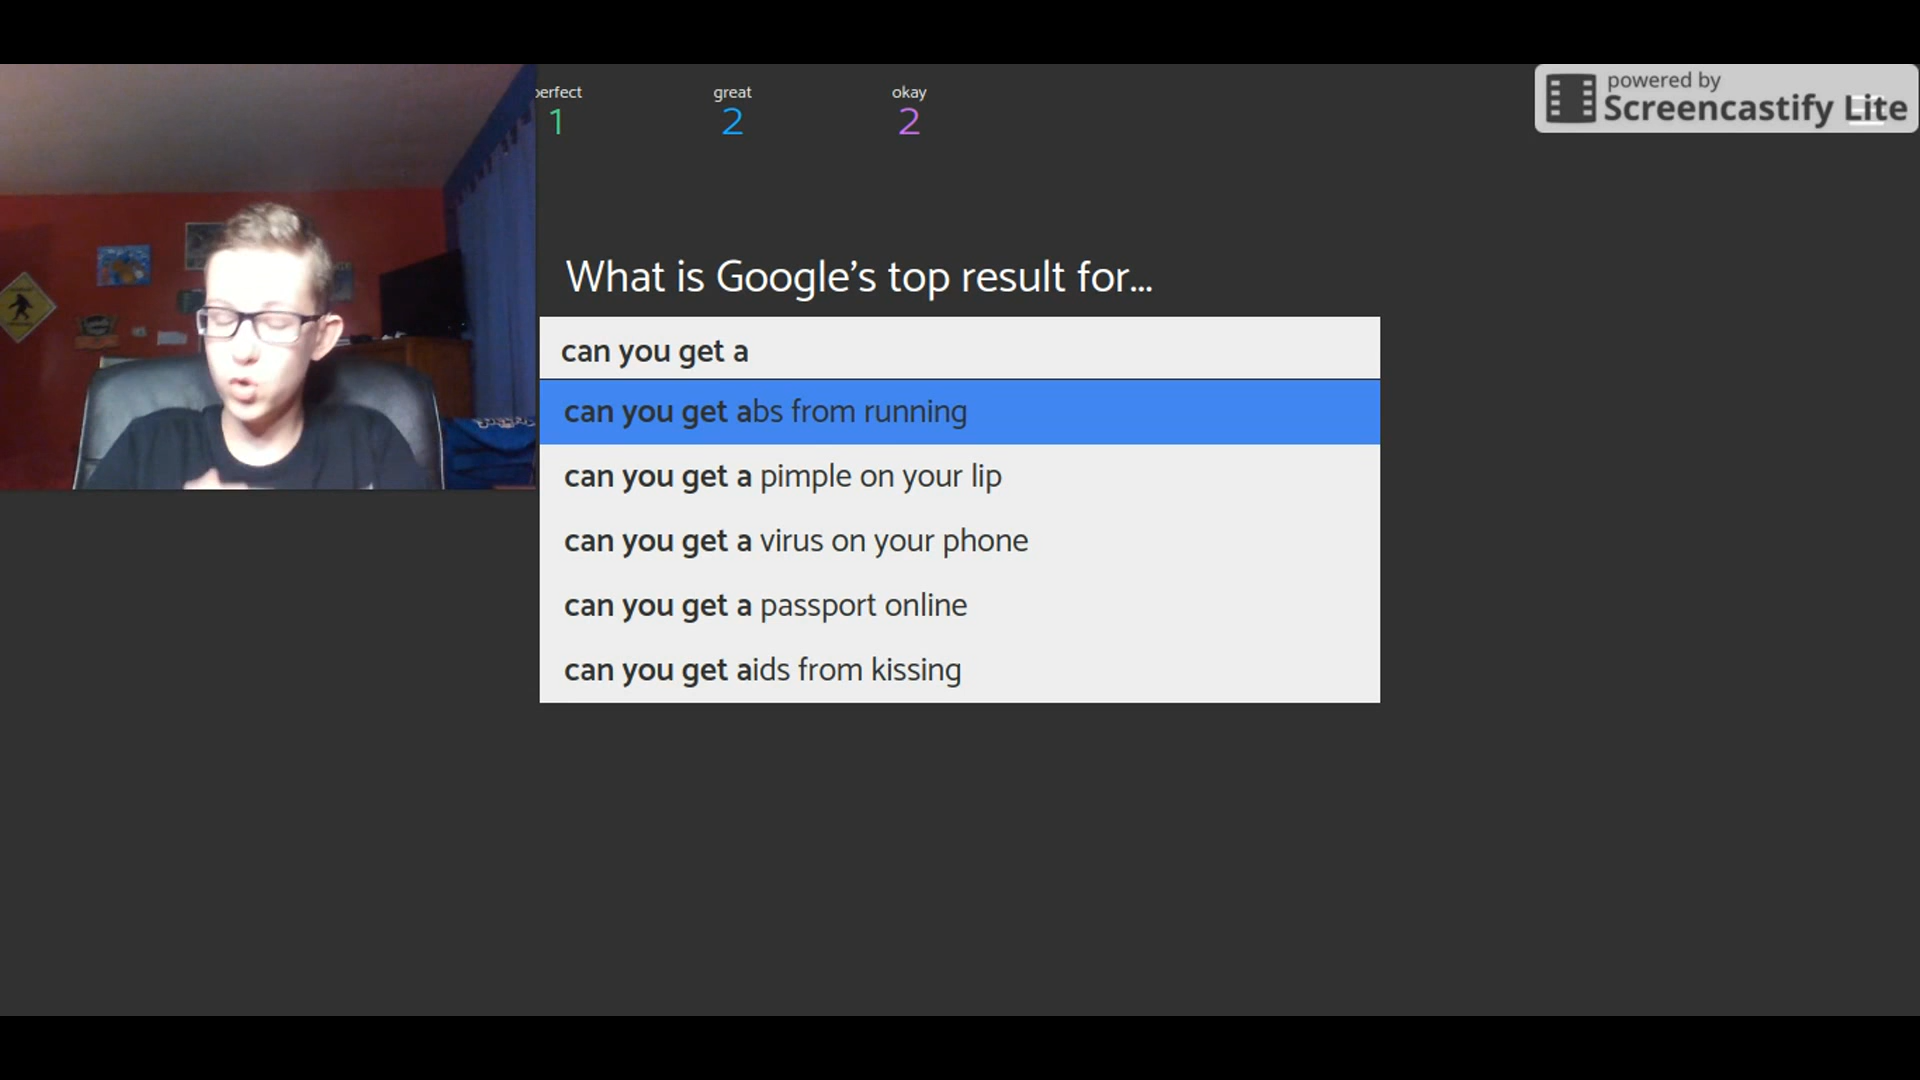 perfect
great
okay
1
2
2
powered by
Screencastify Lite
What is Google's top result for...
can you get a
can you get abs from running
can you get a pimple on your lip
can you get a virus on your phone
can you get a passport online
can you get aids from kissing